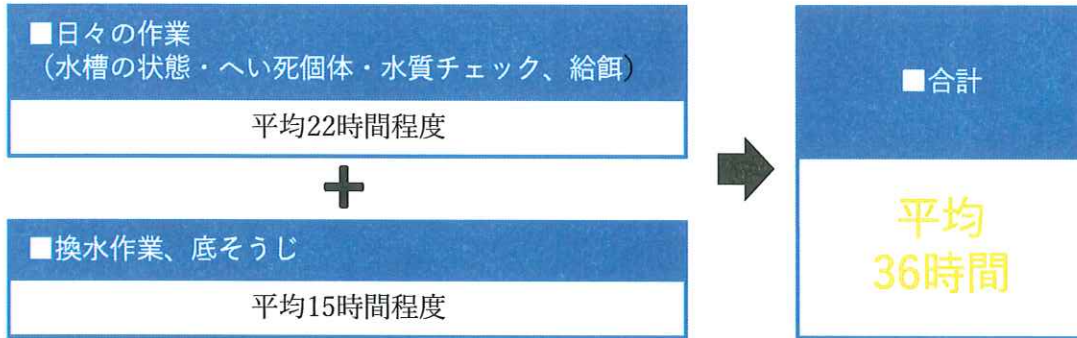 ■日々の作業
（水槽の状態・へい死個体・水質チェック、給餌）
平均22時間程度
■換水作業、底そうじ
平均15時間程度
■合計
平均
36時間